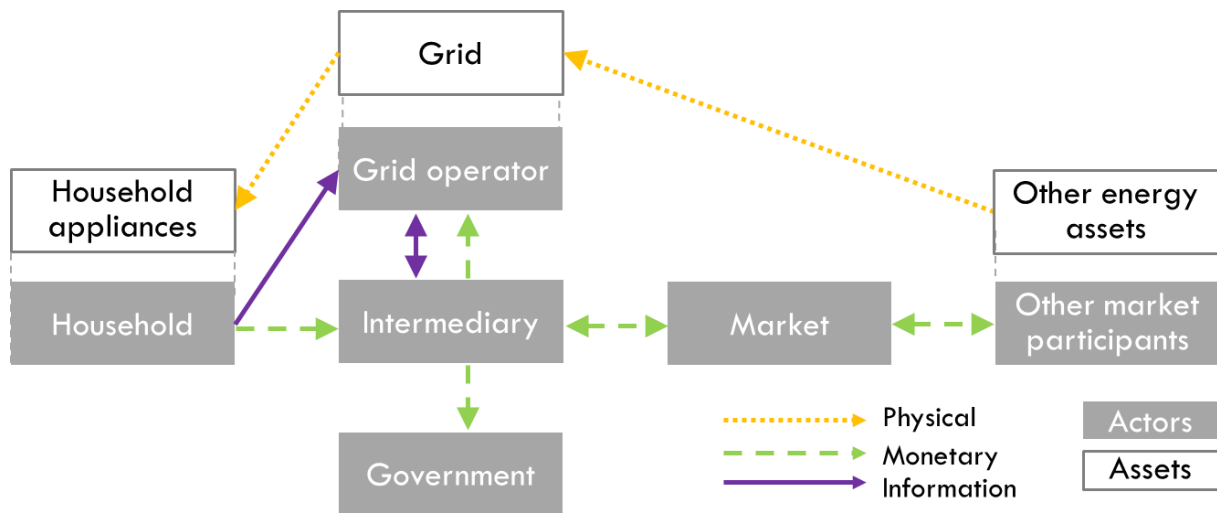 Grid
Grid operator
Household
appliances
Other energy
assets
Household
Intermediary
Market
Other market
participants
Government
Physical
Monetary
Information
Actors
Assets